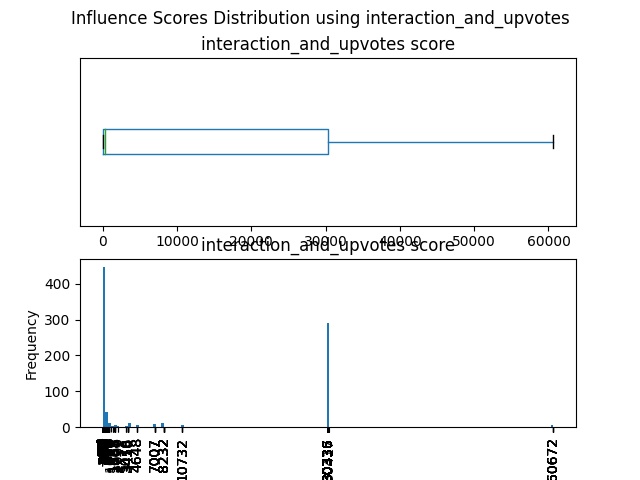 Influence Scores Distribution using interaction_and_upvotes
interaction_and_upvotes score
0 10000 20000 30000 40000 50000 60000
interaction_and_upvotes score
400
300
200
100
0
Frequency
4648
7007
8232
10732
60672